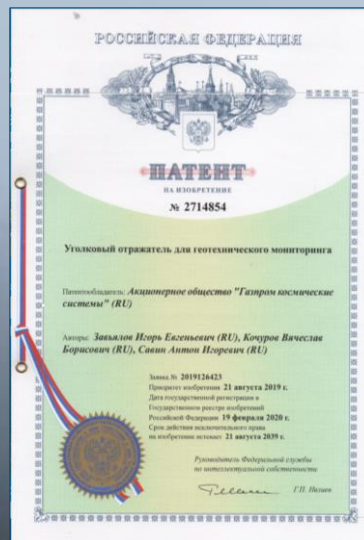 РОССИЙСКАЯ ФЕДЕРАЦИЯ
ПАТЕНТ
НА ИЗОБРЕТЕНИЕ
№ 2714854
Уголковый отражатель для геотехнического мониторинга
Патентообладатель: Акционерное общество "Газпром космические
системы" (RU)
Авторы: Завьялов Игорь Евгеньевич (RU), Кочуров Вячеслав
Борисович (RU), Савин Антон Игоревич (RU)
Заявка № 2019126423
Приоритет изобретения 21 августа 2019 г.
Дата государственной регистрации в
Государственном реестре изобретений
Российской Федерации 19 февраля 2020 г.
Срок действия исключительного права
на изобретение истекает 21 августа 2039 г.
Руководитель Федеральной службы
по интеллектуальной собственности
Г.П. Ивлиев